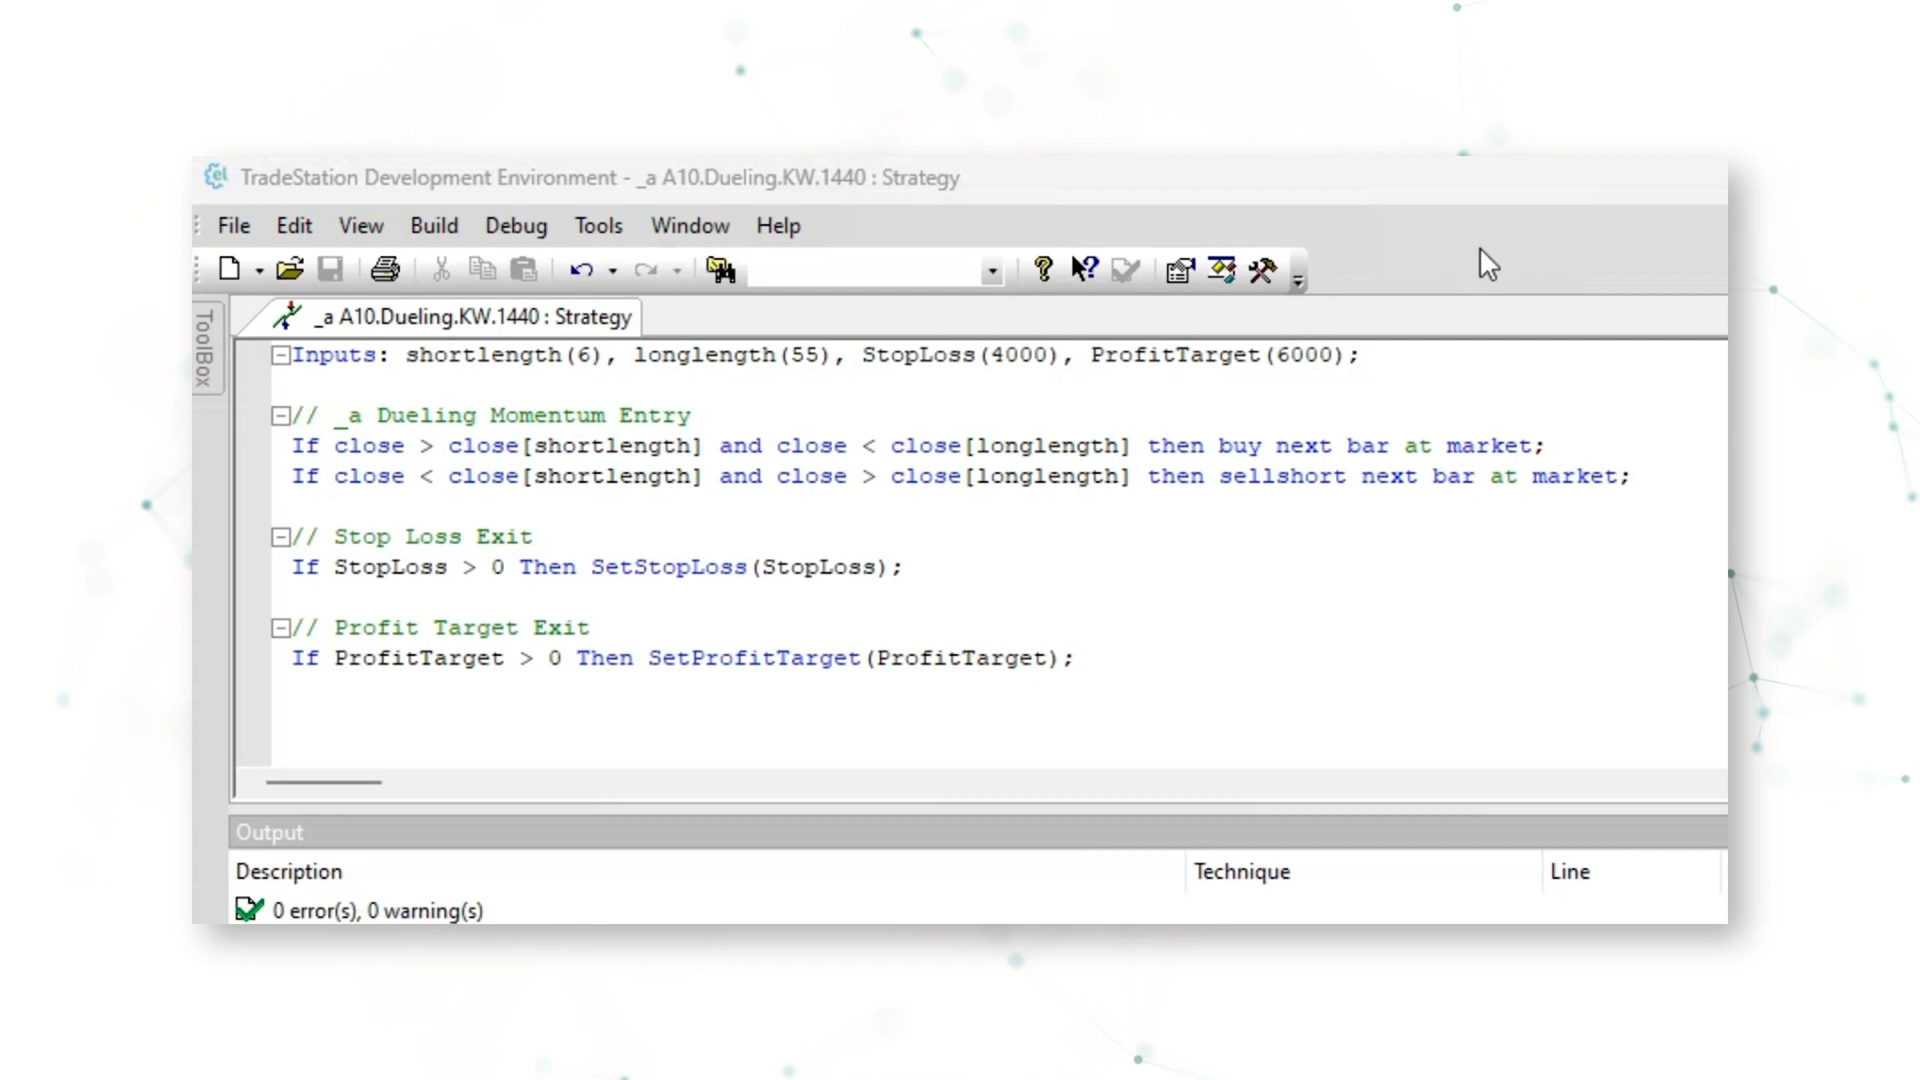 TradeStation Development Environment - _a A10.Dueling.KW.1440 : Strategy
File Edit View Build Debug Tools Window Help
ToolBox
_a A10.Dueling.KW.1440 : Strategy
Inputs: shortlength(6), longlength(55), StopLoss(4000), ProfitTarget(6000);
// _a Dueling Momentum Entry
If close > close[shortlength] and close < close[longlength] then buy next bar at market;
If close < close[shortlength] and close > close[longlength] then sellshort next bar at market;
// Stop Loss Exit
If StopLoss > 0 Then SetStopLoss(StopLoss);
// Profit Target Exit
If ProfitTarget > 0 Then SetProfitTarget(ProfitTarget);
Output
Description Technique Line
0 error(s), 0 warning(s)